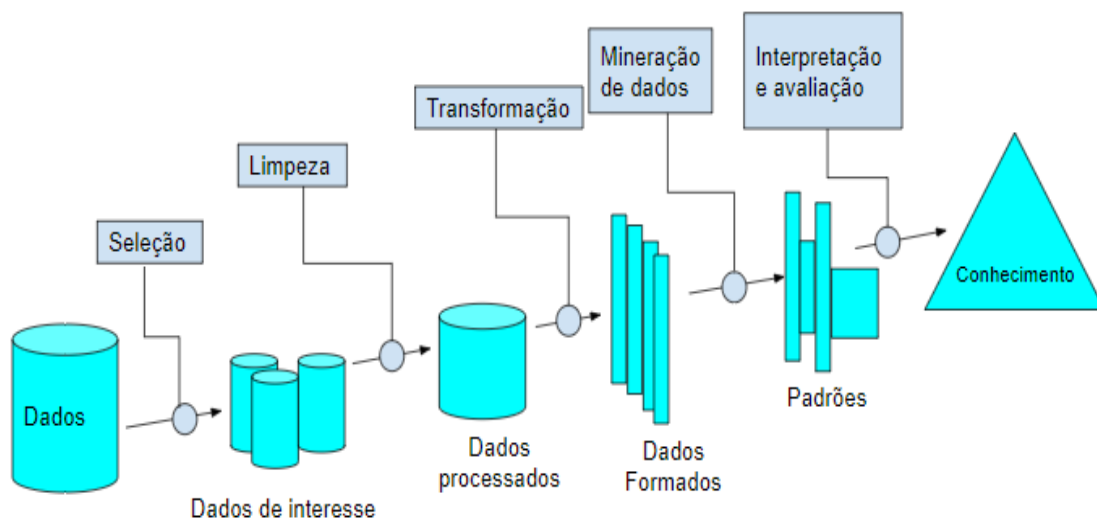 Mineração
de dados
Interpretação
e avaliação
Transformação
Limpeza
Seleção
Dados
Dados de interesse
Dados
processados
Dados
Formados
Padrões
Conhecimento